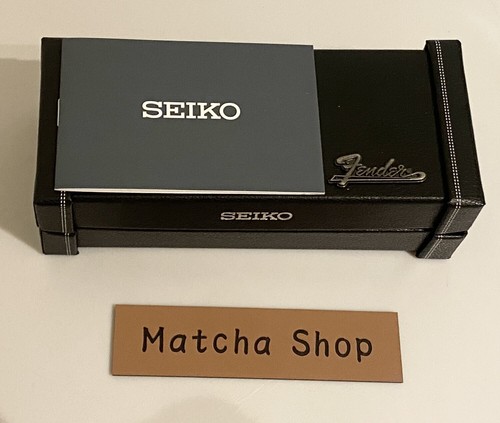 SEIKO
Fender
SEIKO
Matcha Shop